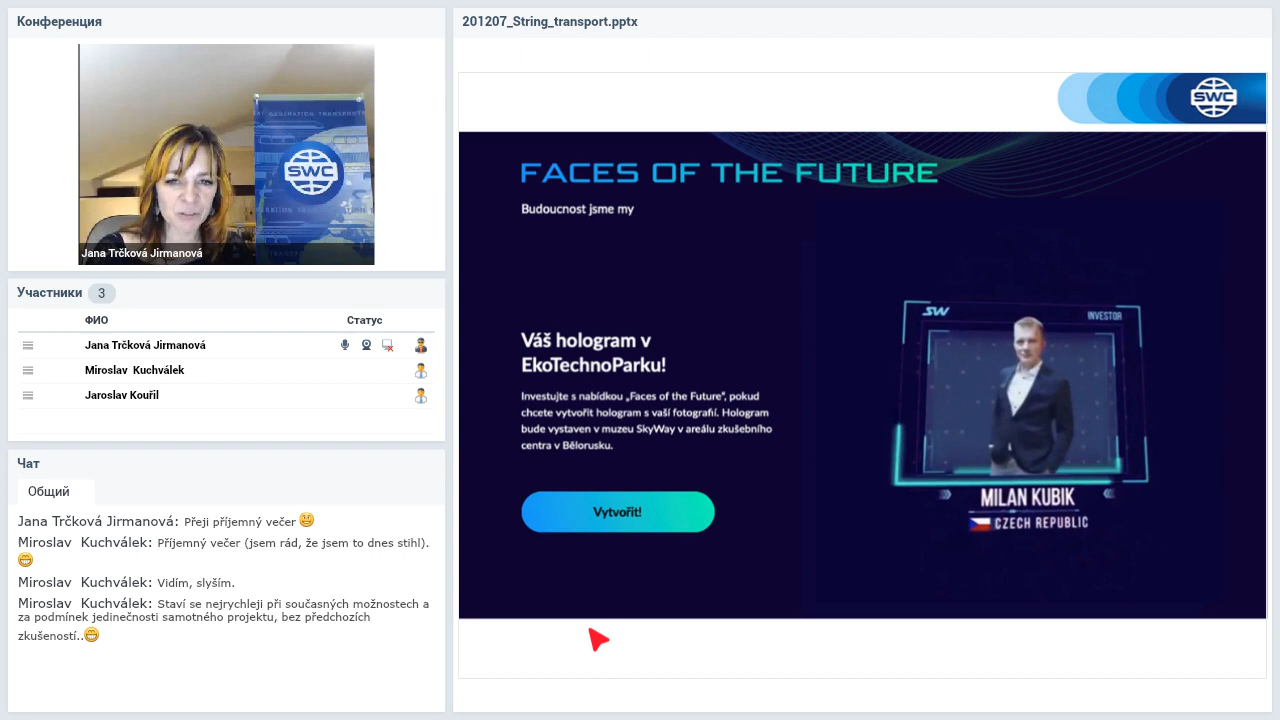 Конференция
SWC
Jana Trčková Jirmanová
Участники 3
ФИО Статус
Jana Trčková Jirmanová
Miroslav Kuchválek
Jaroslav Kouřil
Чат
Общий
Jana Trčková Jirmanová: Přeji příjemný večer
Miroslav Kuchválek: Příjemný večer (jsem rád, že jsem to dnes stihl).
Miroslav Kuchválek: Vidím, slyším.
Miroslav Kuchválek: Staví se nejrychleji při současných možnostech a
za podmínek jedinečnosti samotného projektu, bez předchozích
zkušeností..
201207_String_transport.pptx
SWC
FACES OF THE FUTURE
Budoucnost jsme my
Váš hologram v
EkoTechnoParku!
Investujte s nabídkou „Faces of the Future", pokud
chcete vytvořit hologram s vaší fotografií. Hologram
bude vystaven v muzeu SkyWay v areálu zkušebního
centra v Bělorusku.
Vytvořit!
SW INVESTOR
MILAN KUBIK
CZECH REPUBLIC